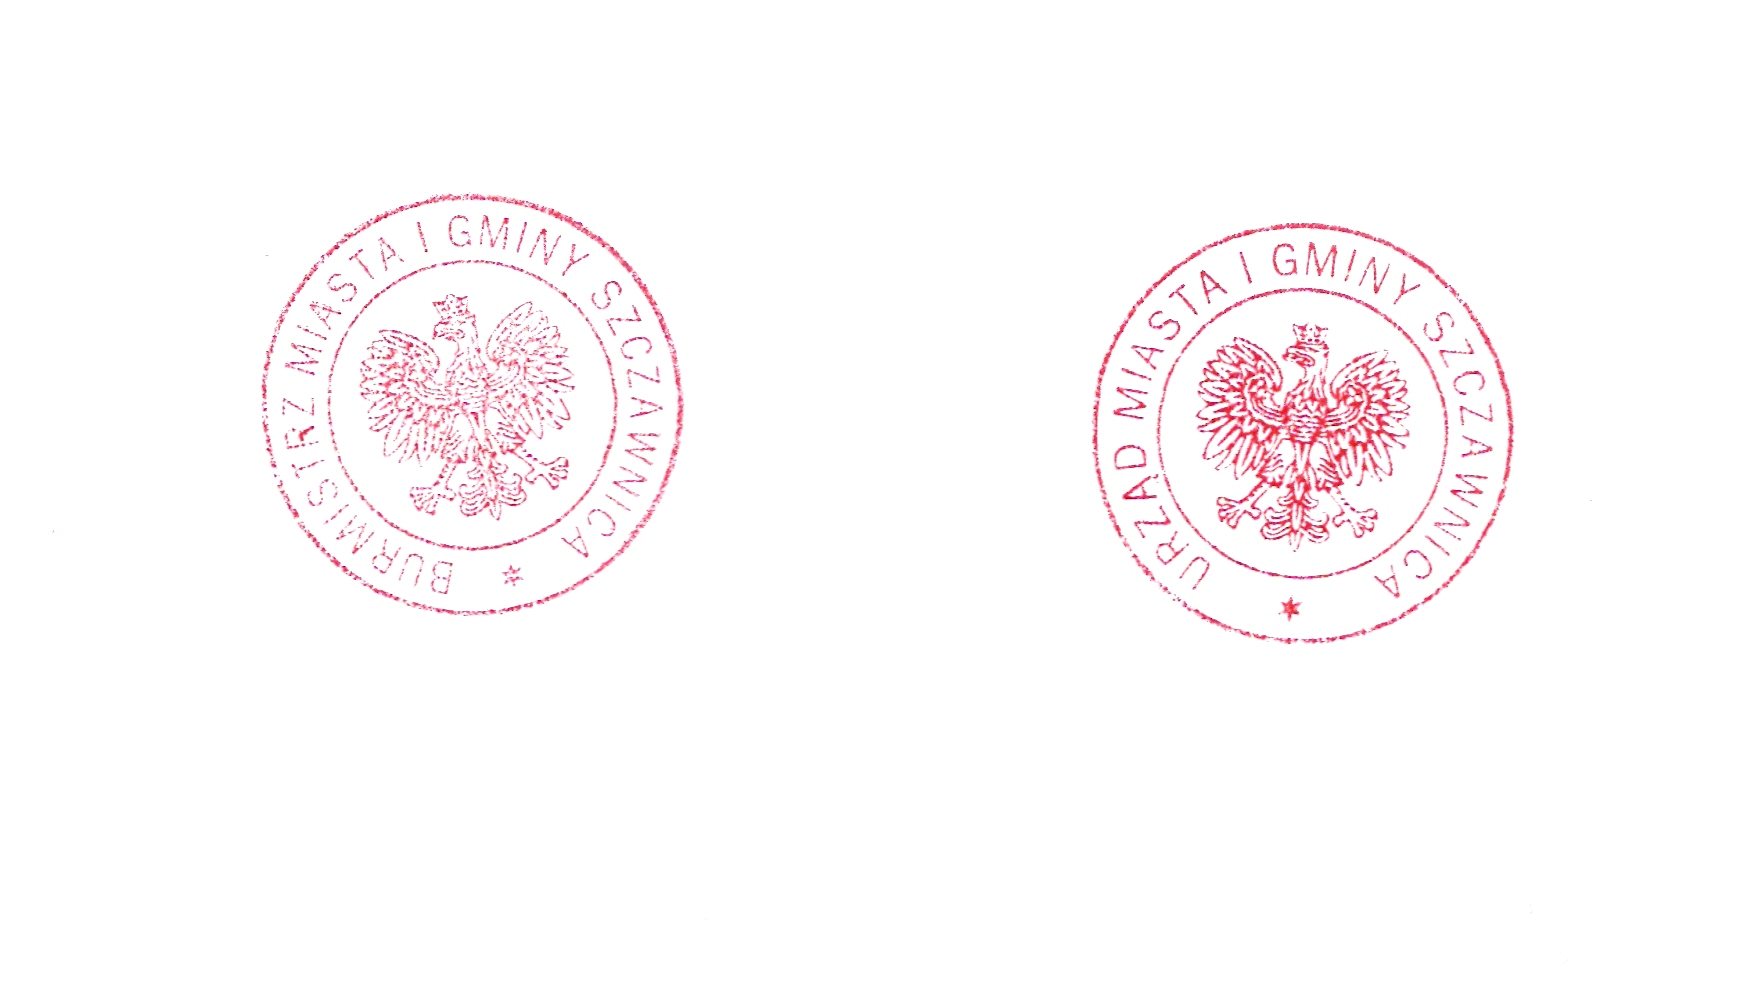 BURMISTRZ MIASTA I GMINY SZCZAWNICA *
URZĄD MIASTA I GMINY SZCZAWNICA *